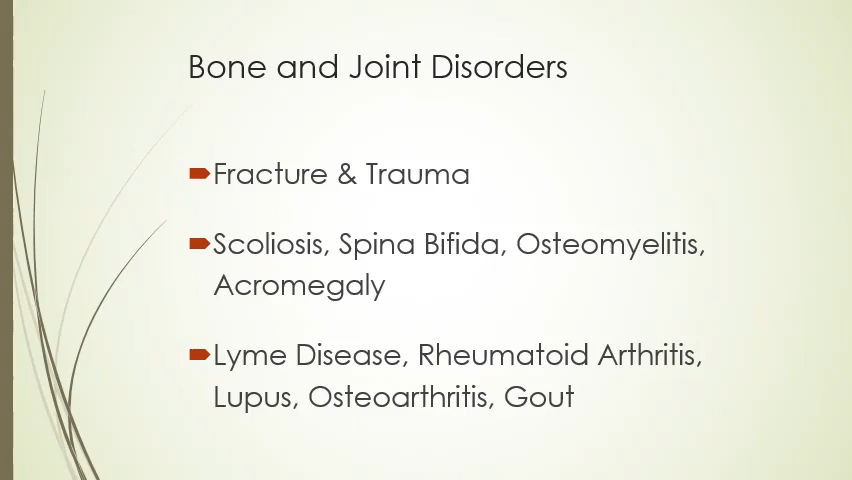 Bone and Joint Disorders
Fracture & Trauma
Scoliosis, Spina Bifida, Osteomyelitis,
Acromegaly
Lyme Disease, Rheumatoid Arthritis,
Lupus, Osteoarthritis, Gout